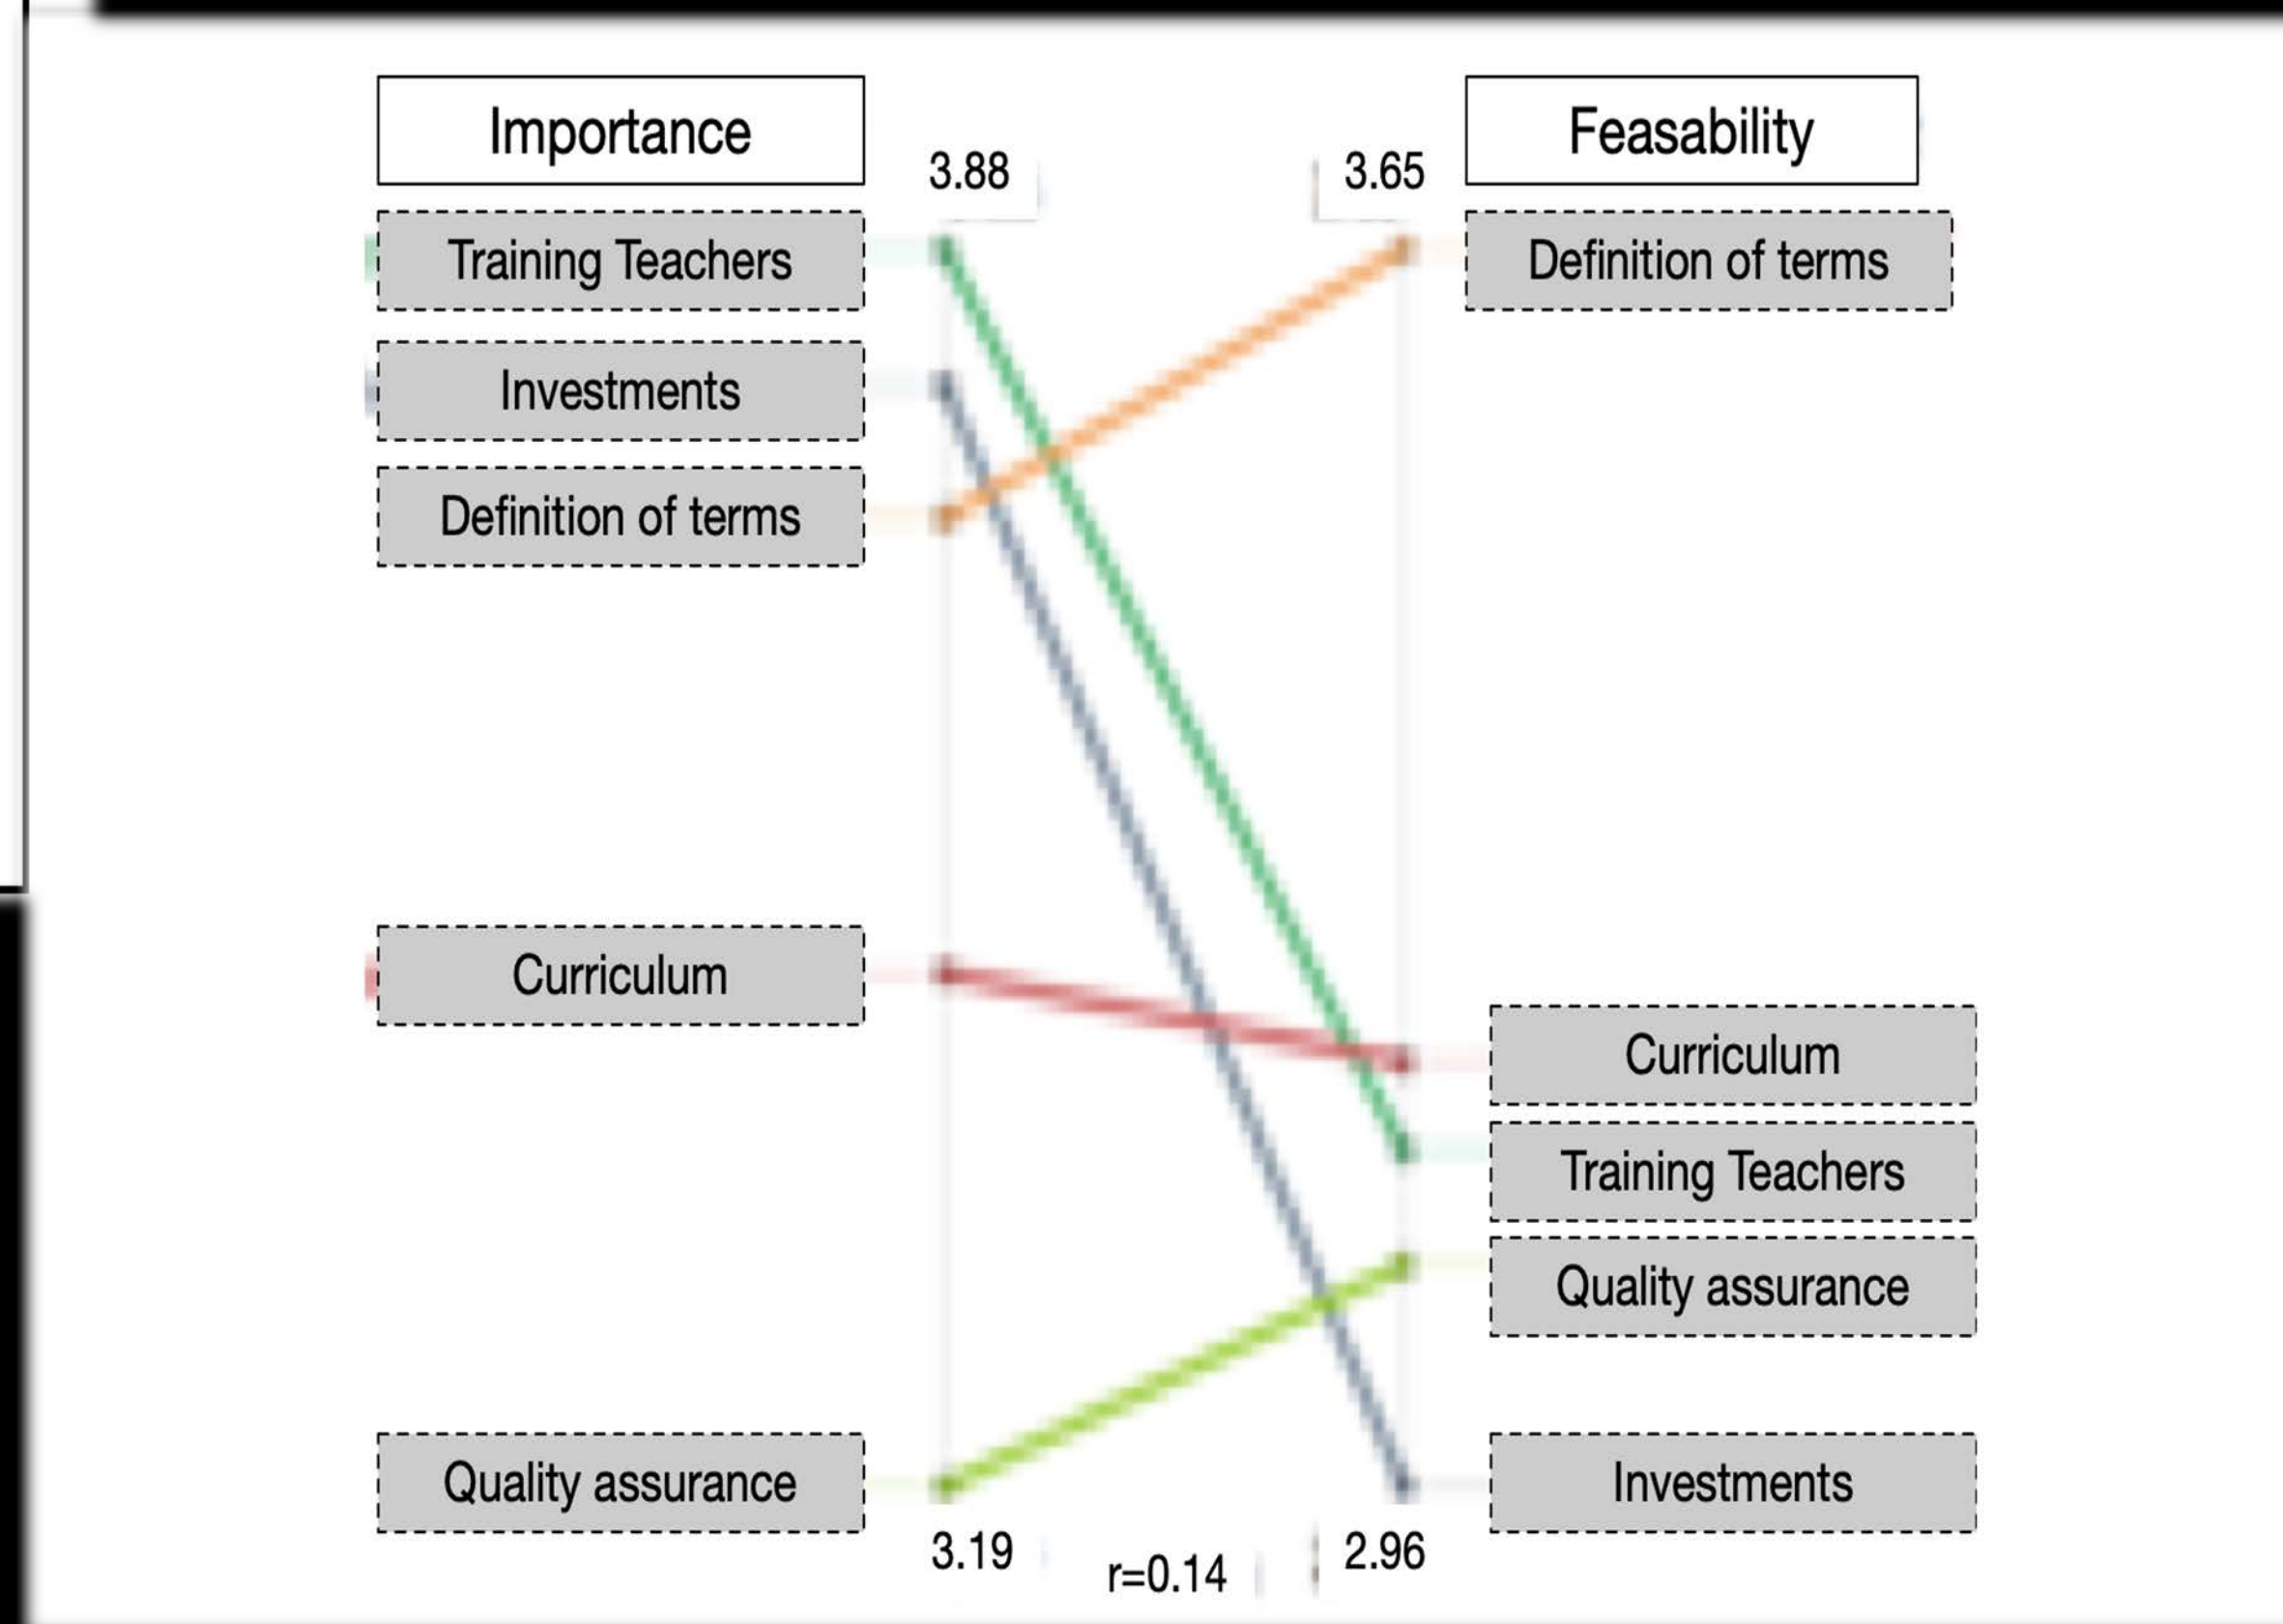 Importance
3.88
3.65
Feasability
Training Teachers
Definition of terms
Investments
Definition of terms
Curriculum
Curriculum
Training Teachers
Quality assurance
Quality assurance
Investments
3.19
r=0.14
2.96